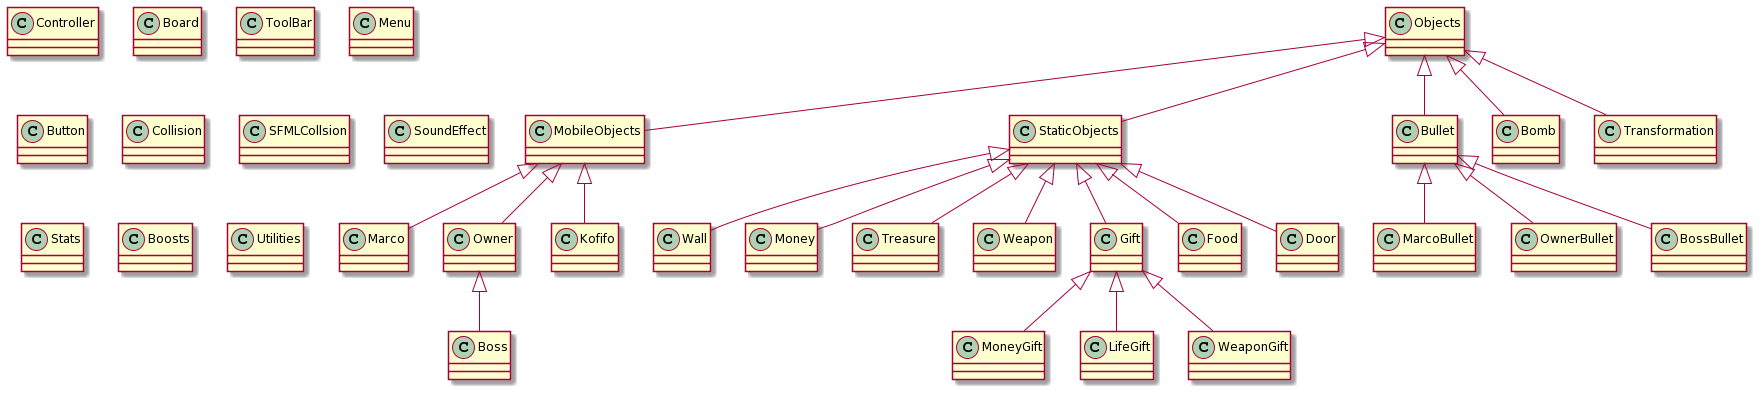 C Controller
C Board
C ToolBar
C Menu
C Objects
C Button
C Collision
C SFMLCollsion
C SoundEffect
C MobileObjects
C StaticObjects
C Bullet
C Bomb
C Transformation
C Stats
C Boosts
C Utilities
C Marco
C Owner
C Kofifo
C Wall
C Money
C Treasure
C Weapon
C Gift
C Food
C Door
C MarcoBullet
C OwnerBullet
C BossBullet
C Boss
C MoneyGift
C LifeGift
C WeaponGift